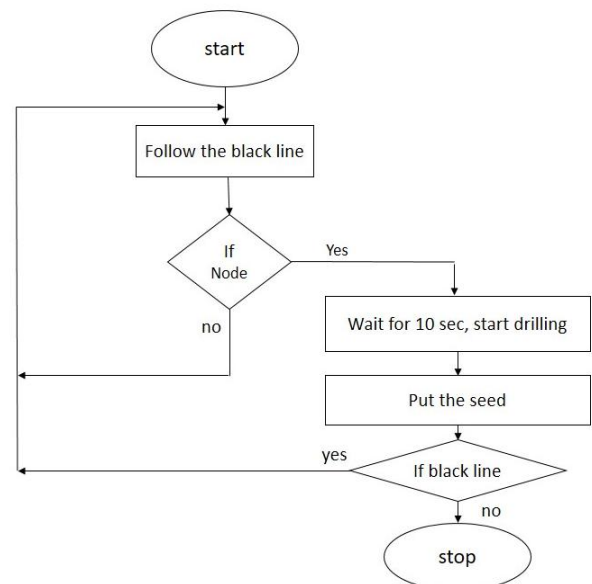 start
Follow the black line
If
Node
Yes
no
Wait for 10 sec, start drilling
Put the seed
If black line
yes
no
stop